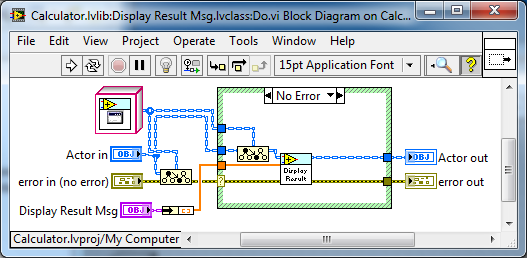 Calculator.lvlib:Display Result Msg.lvclass:Do.vi Block Diagram on Calc...
File Edit View Project Operate Tools Window Help
15pt Application Font
No Error
Actor in
OBJ
Display
Result
OBJ
Actor out
error in (no error)
error out
Display Result Msg
OBJ
Calculator.lvproj/My Computer